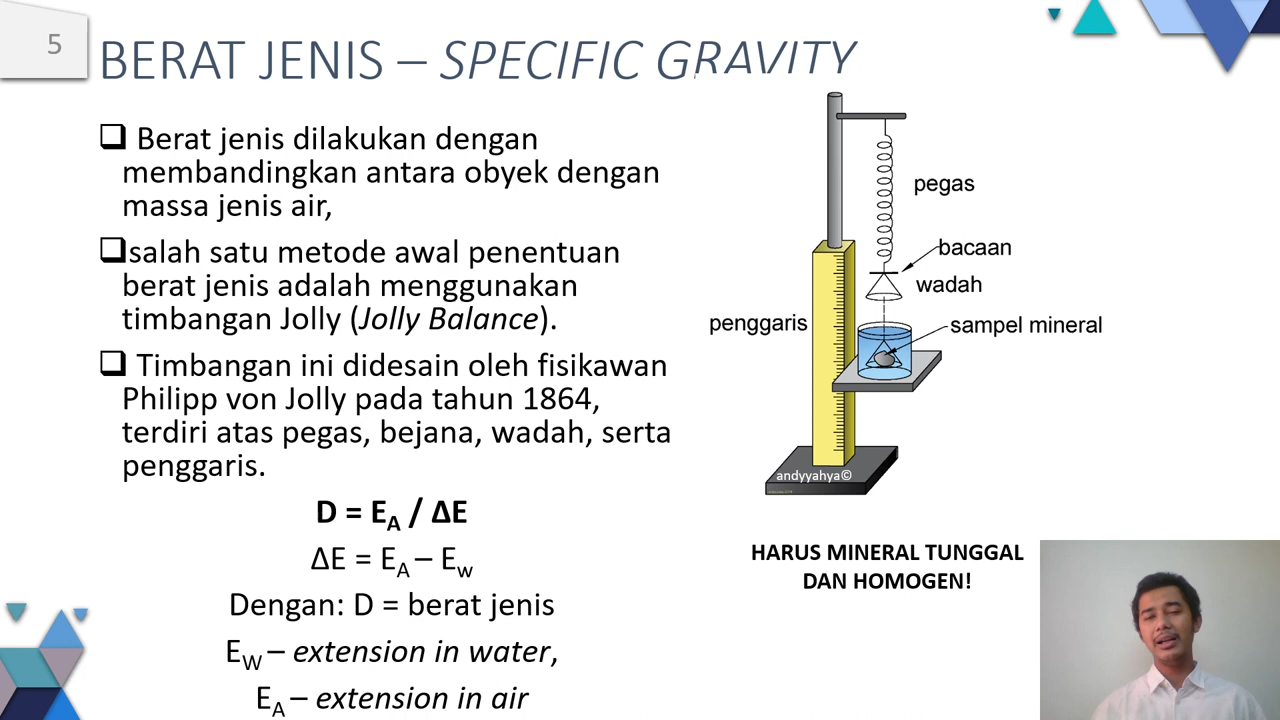 5
BERAT JENIS – SPECIFIC GRAVITY
❑ Berat jenis dilakukan dengan
membandingkan antara obyek dengan
massa jenis air,
❑salah satu metode awal penentuan
berat jenis adalah menggunakan
timbangan Jolly (Jolly Balance).
❑ Timbangan ini didesain oleh fisikawan
Philipp von Jolly pada tahun 1864,
terdiri atas pegas, bejana, wadah, serta
penggaris.
D = E_A / ΔE
ΔE = E_A – E_w
Dengan: D = berat jenis
E_W – extension in water,
E_A – extension in air
pegas
bacaan
wadah
penggaris
sampel mineral
andyyahya©
HARUS MINERAL TUNGGAL
DAN HOMOGEN!